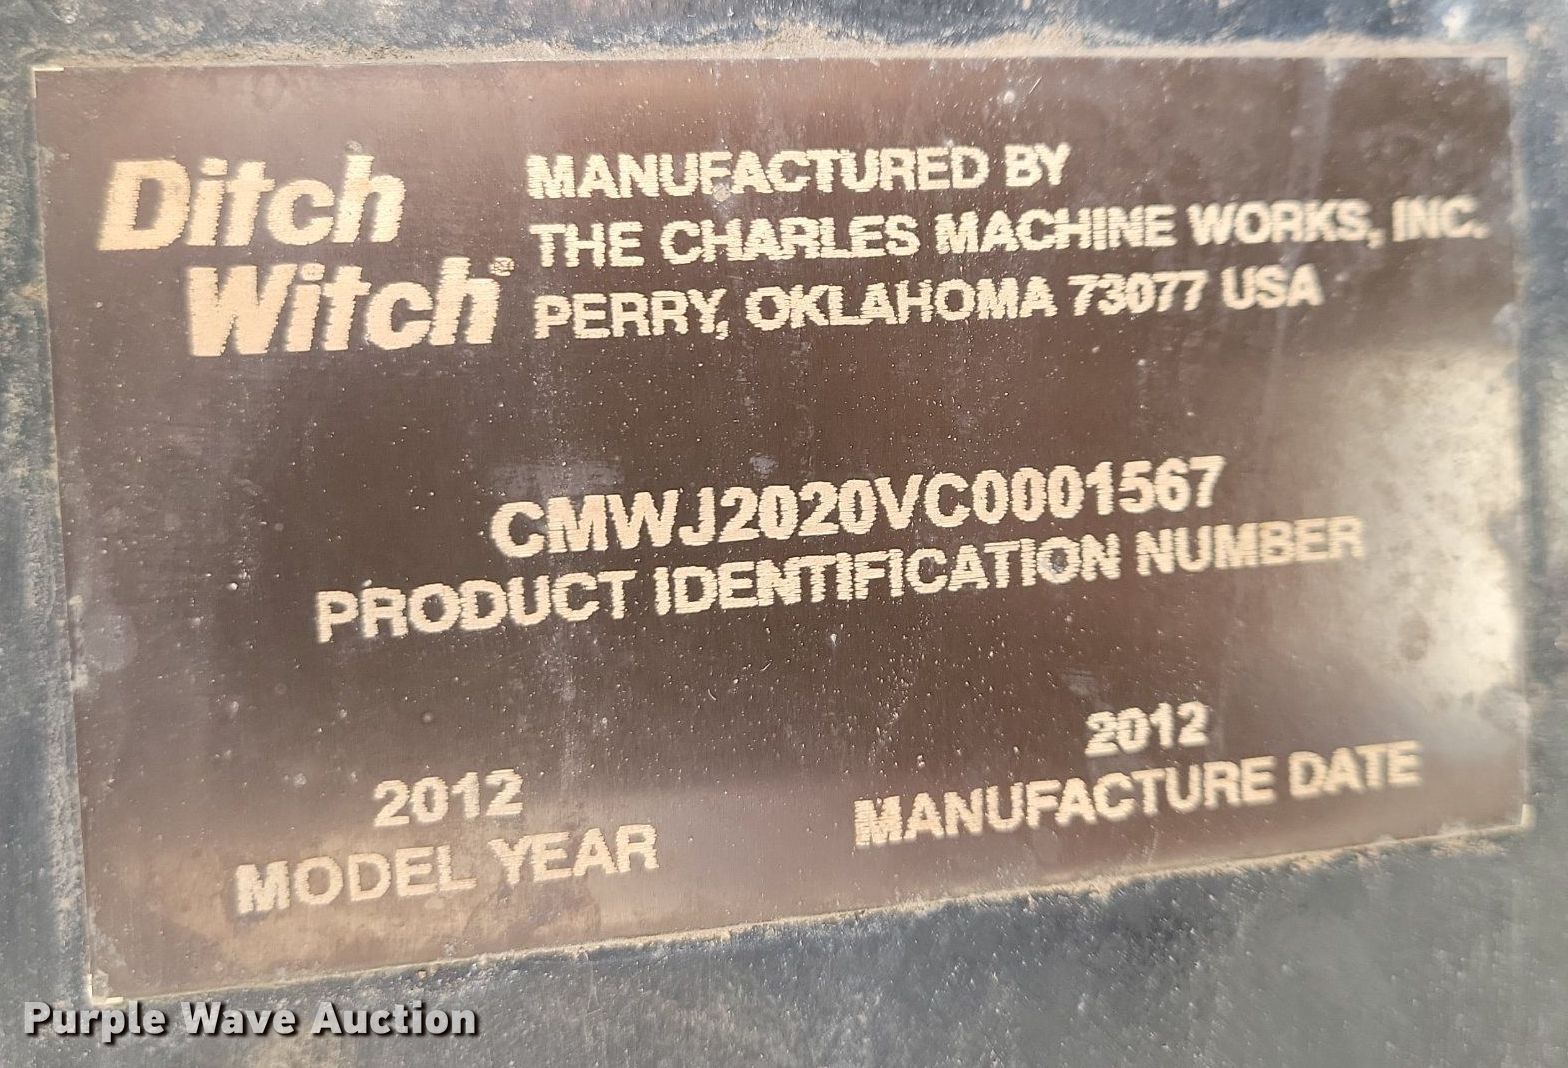 Ditch
Witch®
MANUFACTURED BY
THE CHARLES MACHINE WORKS, INC.
PERRY, OKLAHOMA 73077 USA
CMWJ2020VC0001567
PRODUCT IDENTIFICATION NUMBER
2012
MODEL YEAR
2012
MANUFACTURE DATE
Purple Wave Auction